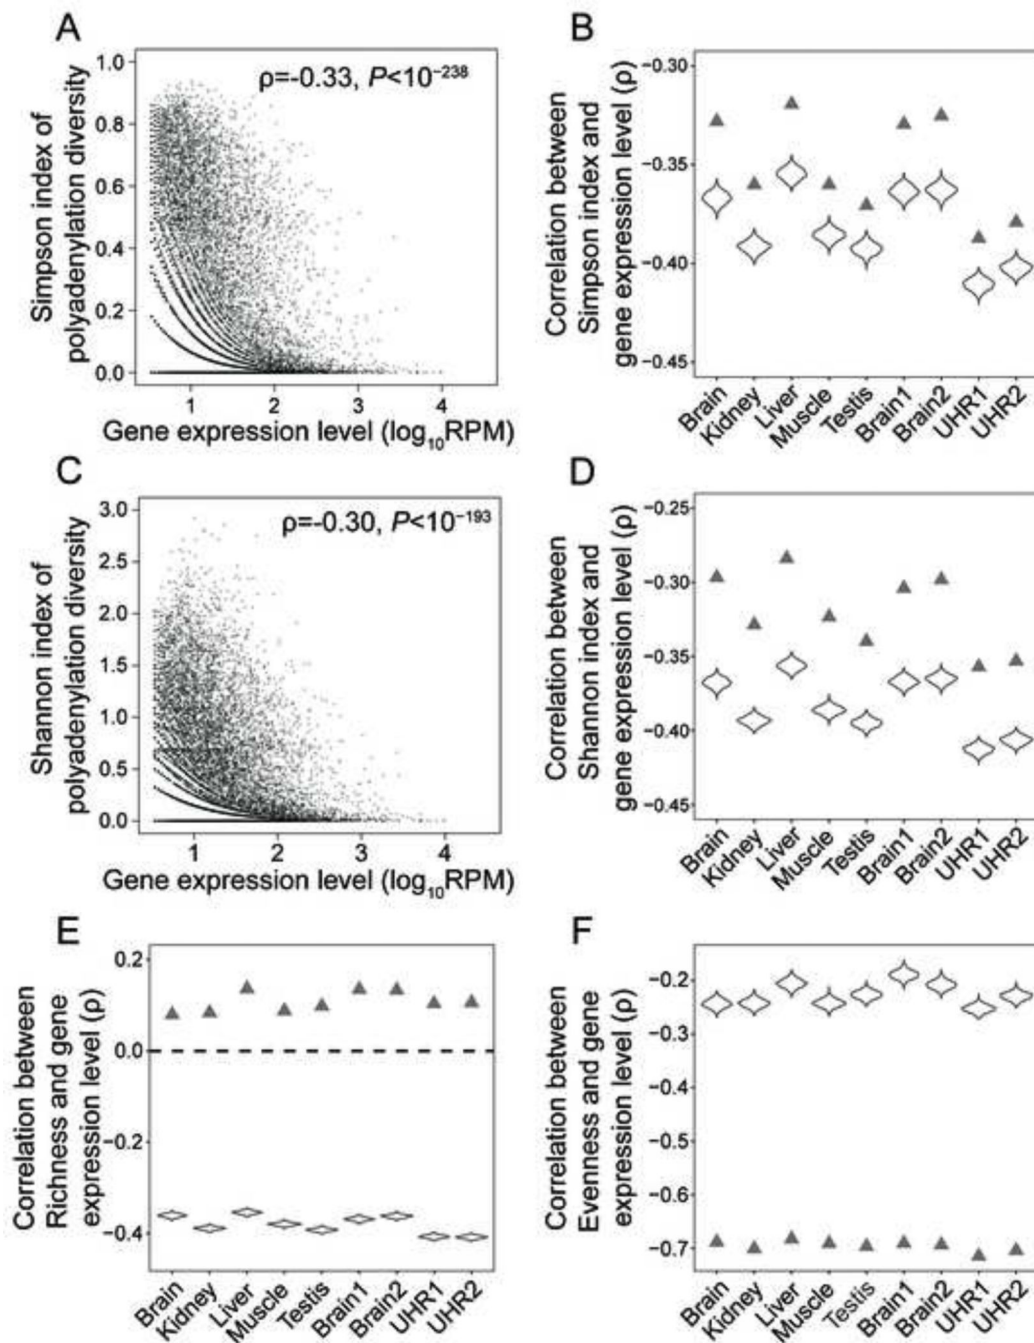 A
ρ=-0.33, P<10⁻²³⁸
Simpson index of
polyadenylation diversity
1.0
0.8
0.6
0.4
0.2
0.0
1 2 3 4
Gene expression level (log₁₀RPM)
B
Correlation between
Simpson index and
gene expression level (ρ)
−0.30
−0.35
−0.40
−0.45
Brain Kidney Liver Muscle Testis Brain1 Brain2 UHR1 UHR2
C
ρ=-0.30, P<10⁻¹⁹³
Shannon index of
polyadenylation diversity
3.0
2.5
2.0
1.5
1.0
0.5
0.0
1 2 3 4
Gene expression level (log₁₀RPM)
D
Correlation between
Shannon index and
gene expression level (ρ)
−0.25
−0.30
−0.35
−0.40
−0.45
Brain Kidney Liver Muscle Testis Brain1 Brain2 UHR1 UHR2
E
Correlation between
Richness and gene
expression level (ρ)
0.2
0.0
−0.2
−0.4
Brain Kidney Liver Muscle Testis Brain1 Brain2 UHR1 UHR2
F
Correlation between
Evenness and gene
expression level (ρ)
−0.2
−0.3
−0.6
−0.7
Brain Kidney Liver Muscle Testis Brain1 Brain2 UHR1 UHR2